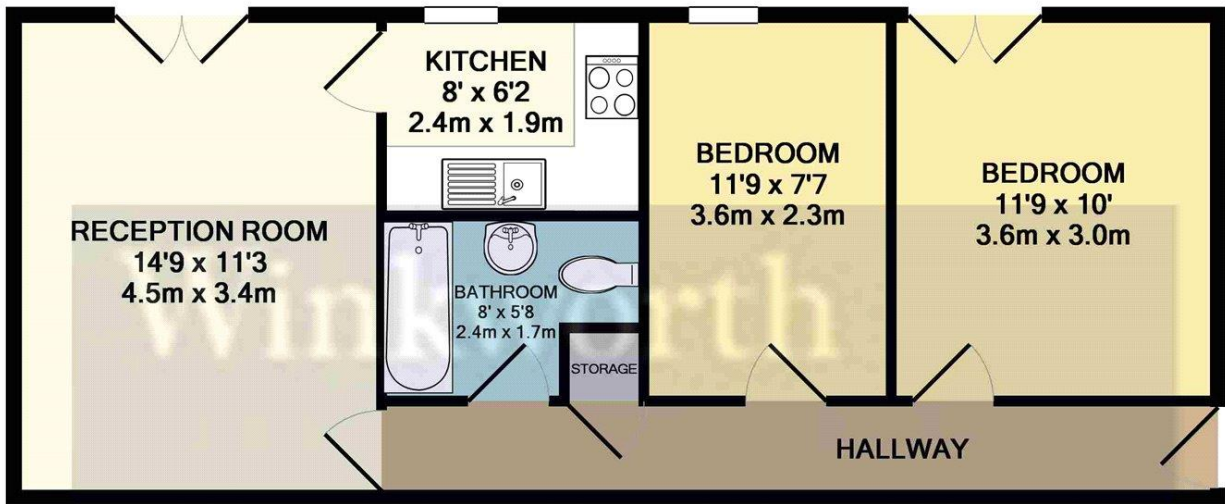 KITCHEN
8' x 6'2
2.4m x 1.9m
BEDROOM
11'9 x 7'7
3.6m x 2.3m
BEDROOM
11'9 x 10'
3.6m x 3.0m
RECEPTION ROOM
14'9 x 11'3
4.5m x 3.4m
BATHROOM
8' x 5'8
2.4m x 1.7m
Winkworth
STORAGE
HALLWAY